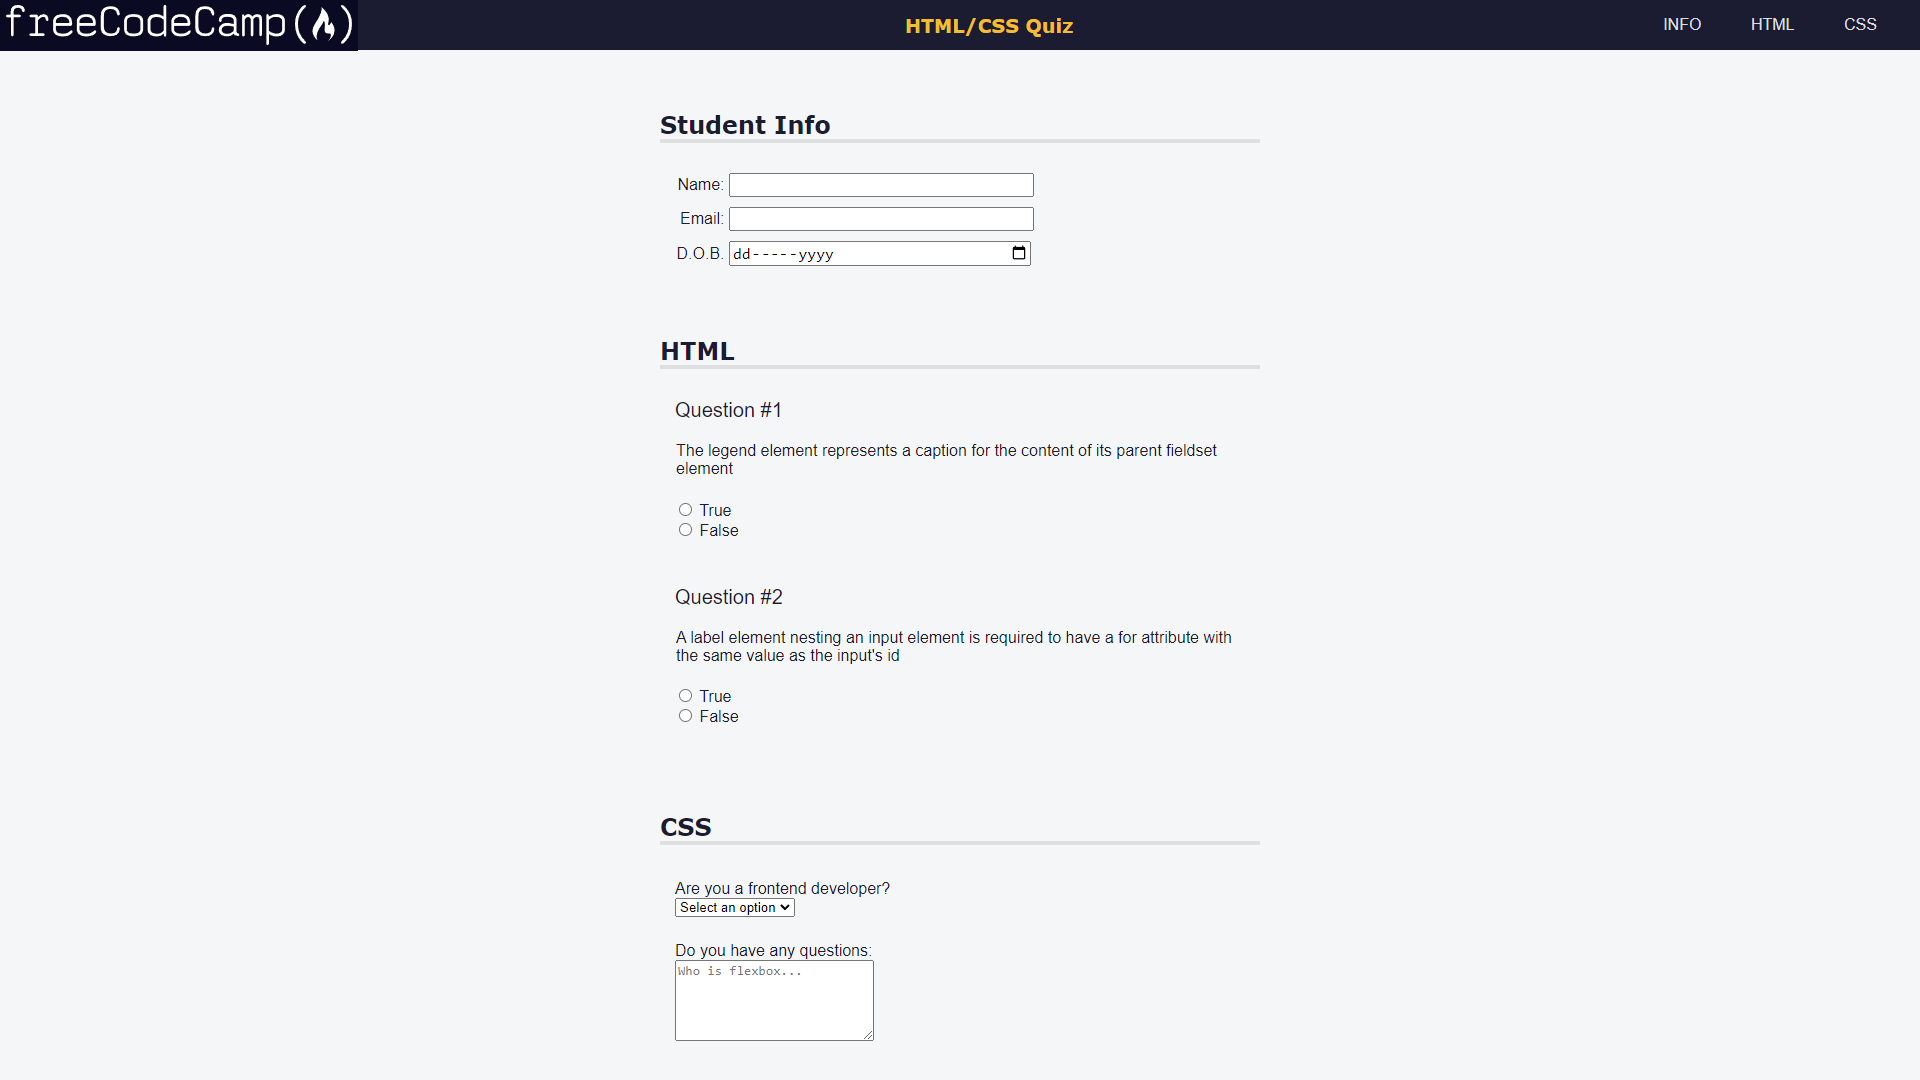 freeCodeCamp(🔥)
HTML/CSS Quiz
INFO
HTML
CSS
Student Info
Name:
Email:
D.O.B.
dd-----yyyy
HTML
Question #1
The legend element represents a caption for the content of its parent fieldset
element
True
False
Question #2
A label element nesting an input element is required to have a for attribute with
the same value as the input's id
True
False
CSS
Are you a frontend developer?
Select an option
Do you have any questions:
Who is flexbox...